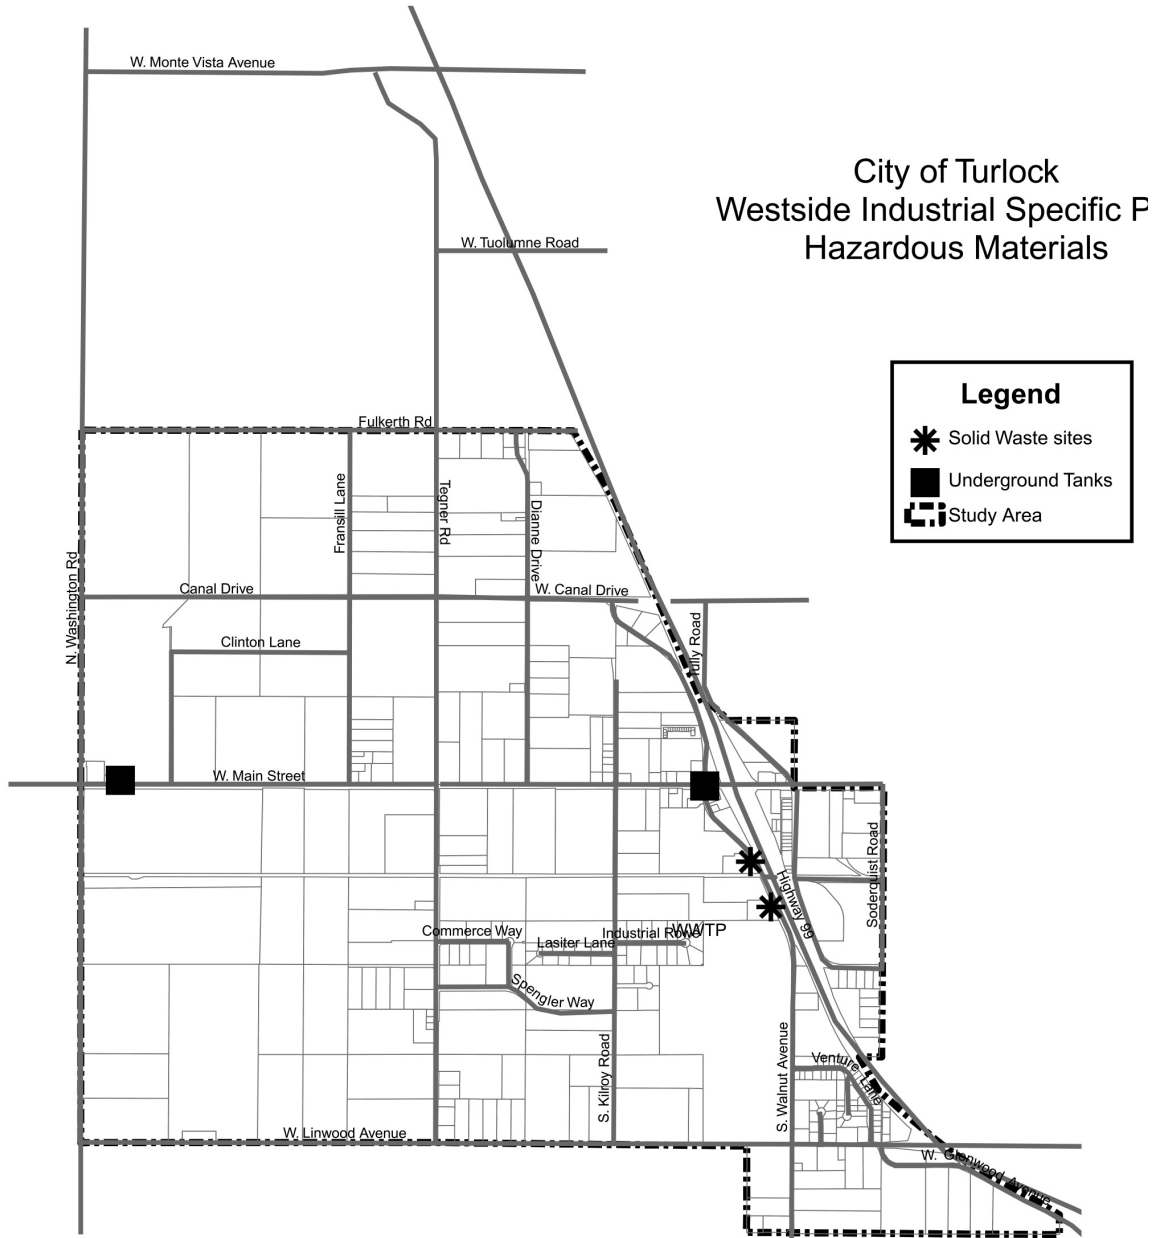 W. Monte Vista Avenue
City of Turlock
Westside Industrial Specific P
Hazardous Materials
W. Tuolumne Road
Legend
Solid Waste sites
Underground Tanks
Study Area
Fulkerth Rd
Fransill Lane
Tegner Rd
Dianne Drive
N. Washington Rd
Canal Drive
W. Canal Drive
Tully Road
Clinton Lane
W. Main Street
Soderquist Road
Highway 99
Commerce Way
Lasiter Lane
Industrial Rowe
WWTP
Spengler Way
S. Kilroy Road
S. Walnut Avenue
Venture Lane
W. Linwood Avenue
W. Glenwood Avenue